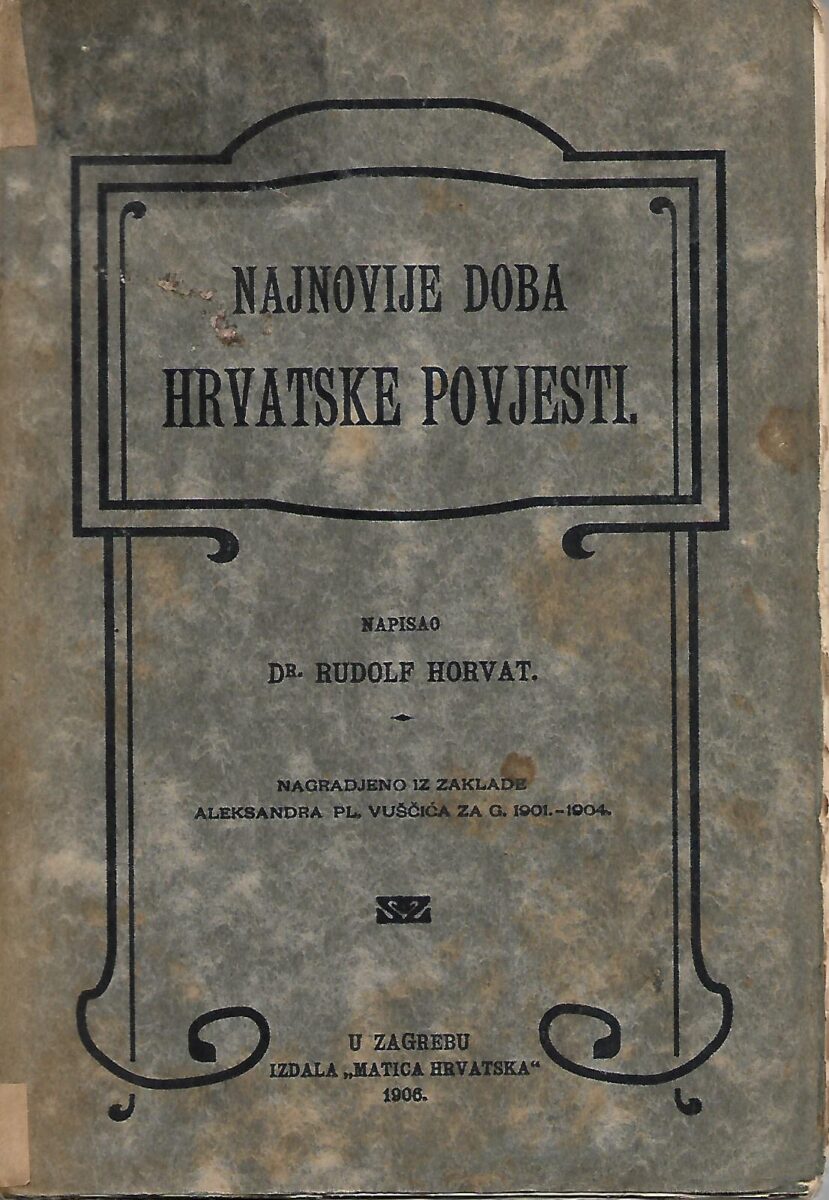 NAJNOVIJE DOBA
HRVATSKE POVJESTI.
NAPISAO
DR. RUDOLF HORVAT.
NAGRADJENO IZ ZAKLADE
ALEKSANDRA PL. VUŠČIĆA ZA G. 1901.-1904.
U ZAGREBU
IZDALA „MATICA HRVATSKA“
1906.